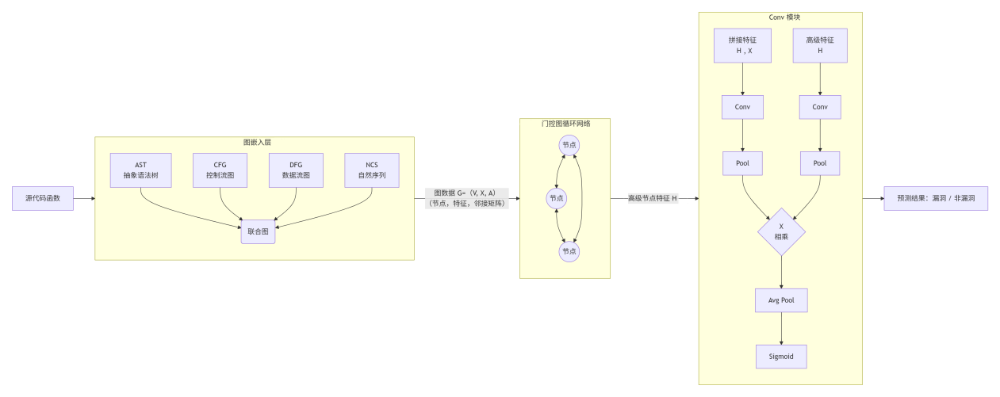 源代码函数
图嵌入层
AST
抽象语法树
CFG
控制流图
DFG
数据流图
NCS
自然序列
联合图
图数据 G=（V, X, A）
（节点，特征，邻接矩阵）
门控图循环网络
节点
节点
节点
高级节点特征 H
Conv 模块
拼接特征
H , X
高级特征
H
Conv
Conv
Pool
Pool
X
相乘
Avg Pool
Sigmoid
预测结果：漏洞 / 非漏洞